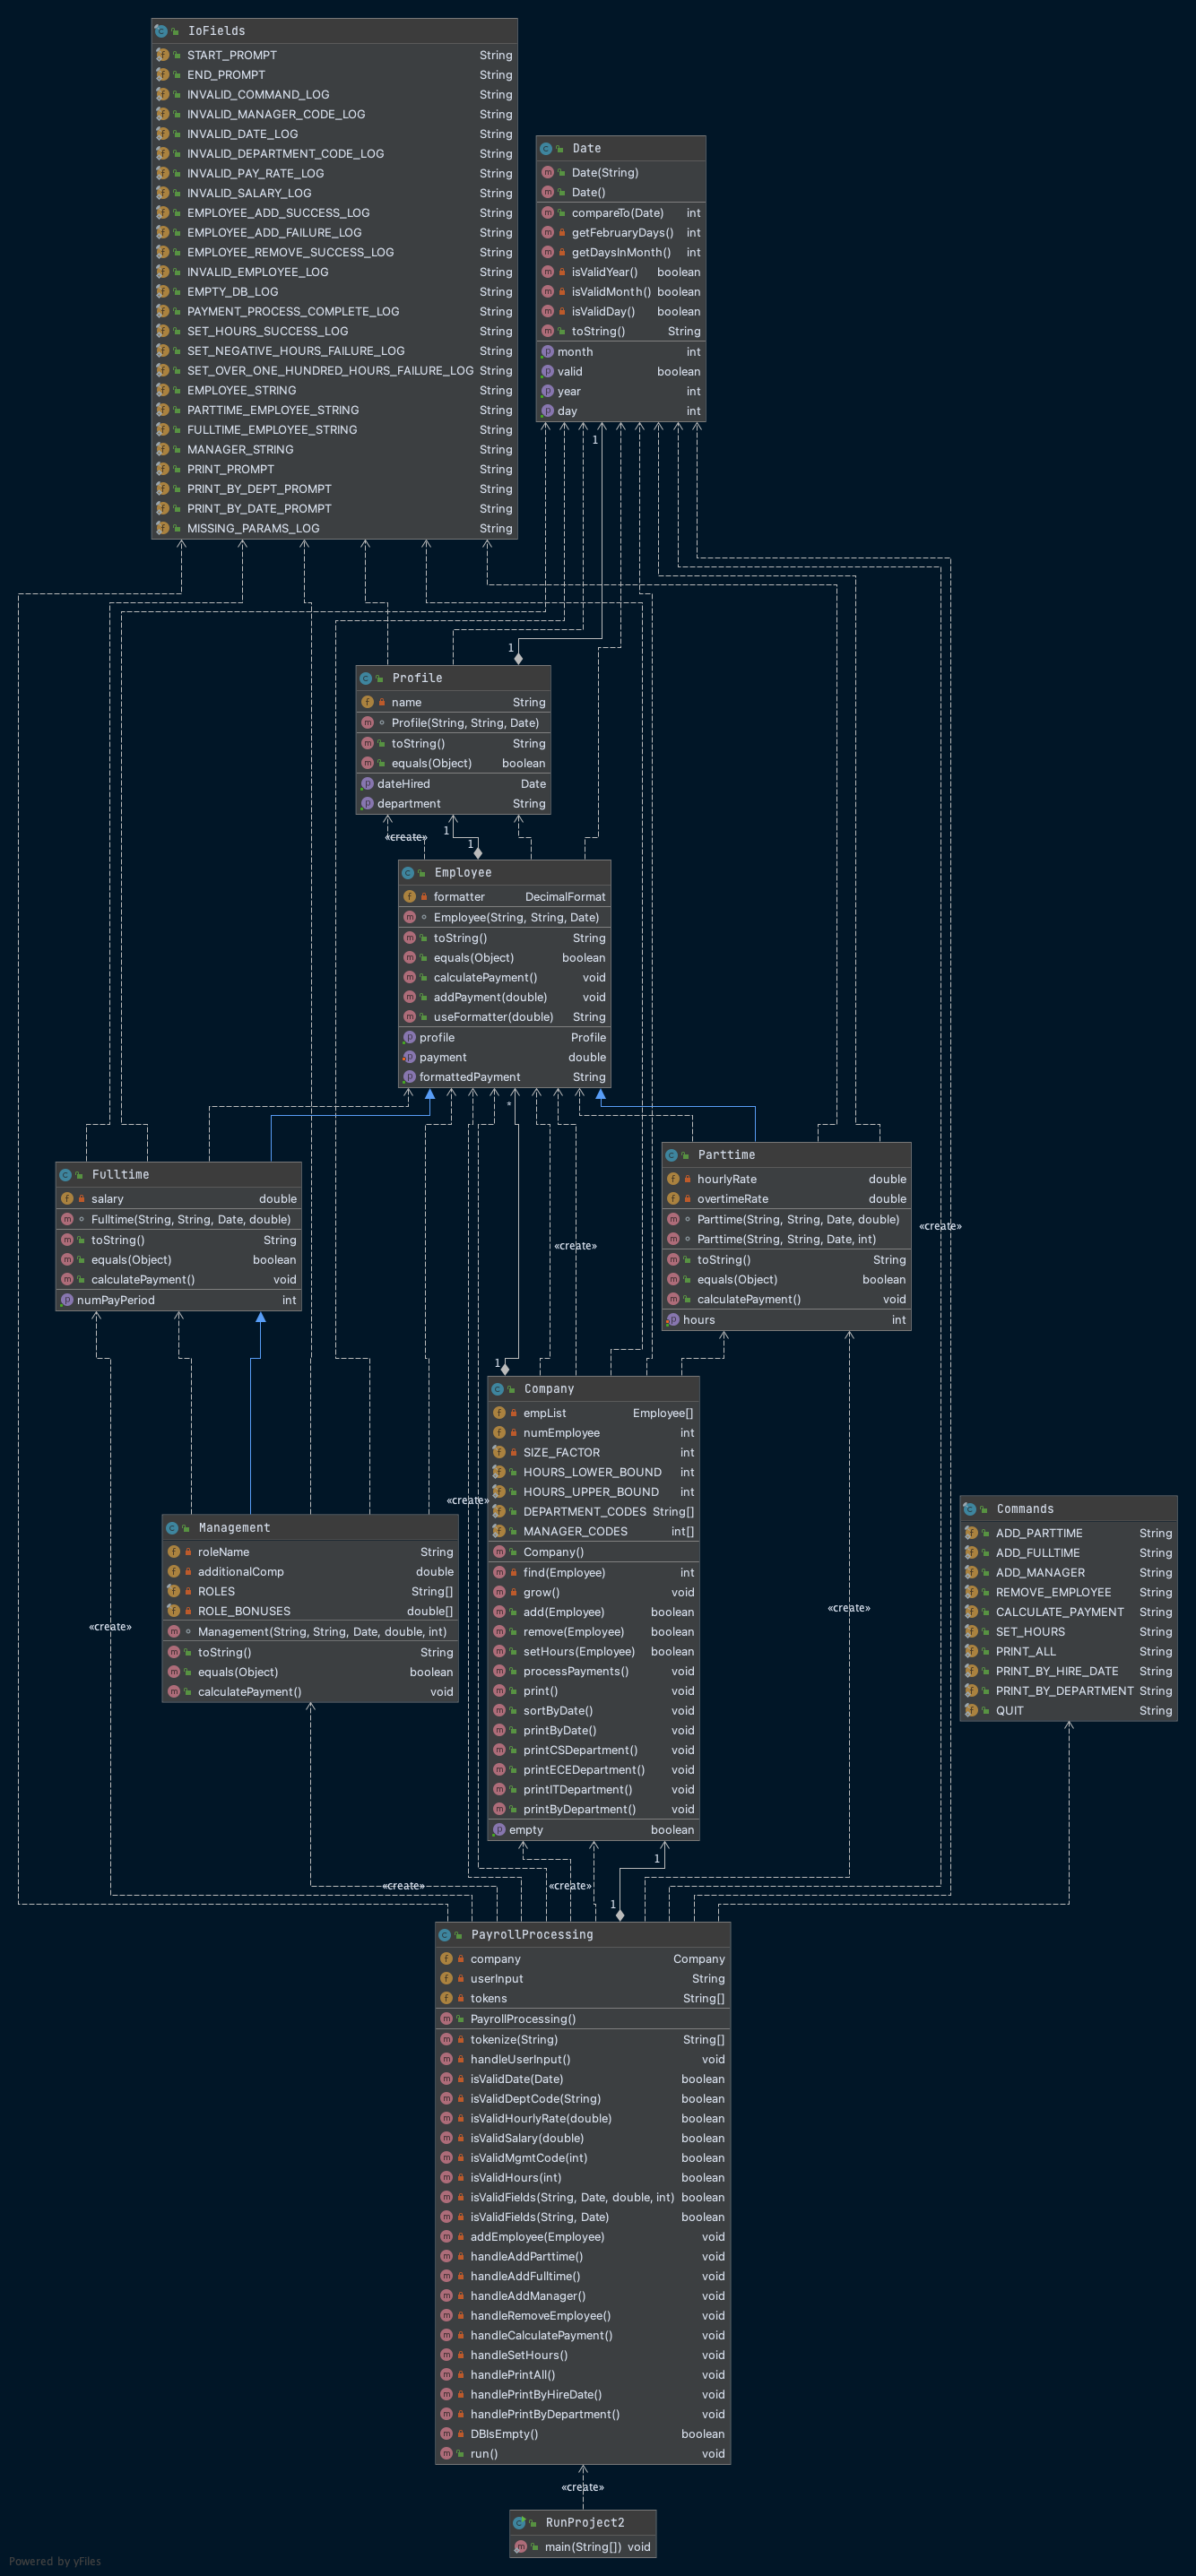 IoFields
START_PROMPT String
END_PROMPT String
INVALID_COMMAND_LOG String
INVALID_MANAGER_CODE_LOG String
INVALID_DATE_LOG String
INVALID_DEPARTMENT_CODE_LOG String
INVALID_PAY_RATE_LOG String
INVALID_SALARY_LOG String
EMPLOYEE_ADD_SUCCESS_LOG String
EMPLOYEE_ADD_FAILURE_LOG String
EMPLOYEE_REMOVE_SUCCESS_LOG String
INVALID_EMPLOYEE_LOG String
EMPTY_DB_LOG String
PAYMENT_PROCESS_COMPLETE_LOG String
SET_HOURS_SUCCESS_LOG String
SET_NEGATIVE_HOURS_FAILURE_LOG String
SET_OVER_ONE_HUNDRED_HOURS_FAILURE_LOG String
EMPLOYEE_STRING String
PARTTIME_EMPLOYEE_STRING String
FULLTIME_EMPLOYEE_STRING String
MANAGER_STRING String
PRINT_PROMPT String
PRINT_BY_DEPT_PROMPT String
PRINT_BY_DATE_PROMPT String
MISSING_PARAMS_LOG String
Date
Date(String)
Date()
compareTo(Date) int
getFebruaryDays() int
getDaysInMonth() int
isValidYear() boolean
isValidMonth() boolean
isValidDay() boolean
toString() String
month int
valid boolean
year int
day int
1
1
Profile
name String
Profile(String, String, Date)
toString() String
equals(Object) boolean
dateHired Date
department String
1
«create»
1
Employee
formatter DecimalFormat
Employee(String, String, Date)
toString() String
equals(Object) boolean
calculatePayment() void
addPayment(double) void
useFormatter(double) String
profile Profile
payment double
formattedPayment String
*
Fulltime
salary double
Fulltime(String, String, Date, double)
toString() String
equals(Object) boolean
calculatePayment() void
numPayPeriod int
Parttime
hourlyRate double
overtimeRate double
Parttime(String, String, Date, double)
Parttime(String, String, Date, int)
toString() String
equals(Object) boolean
calculatePayment() void
hours int
«create»
«create»
1
Company
empList Employee[]
numEmployee int
SIZE_FACTOR int
HOURS_LOWER_BOUND int
HOURS_UPPER_BOUND int
DEPARTMENT_CODES String[]
MANAGER_CODES int[]
Company()
find(Employee) int
grow() void
add(Employee) boolean
remove(Employee) boolean
setHours(Employee) boolean
processPayments() void
print() void
sortByDate() void
printByDate() void
printCSDepartment() void
printECEDepartment() void
printITDepartment() void
printByDepartment() void
empty boolean
«create»
Management
roleName String
additionalComp double
ROLES String[]
ROLE_BONUSES double[]
Management(String, String, Date, double, int)
toString() String
equals(Object) boolean
calculatePayment() void
Commands
ADD_PARTTIME String
ADD_FULLTIME String
ADD_MANAGER String
REMOVE_EMPLOYEE String
CALCULATE_PAYMENT String
SET_HOURS String
PRINT_ALL String
PRINT_BY_HIRE_DATE String
PRINT_BY_DEPARTMENT String
QUIT String
«create»
«create»
1
«create»
«create»
1
PayrollProcessing
company Company
userInput String
tokens String[]
PayrollProcessing()
tokenize(String) String[]
handleUserInput() void
isValidDate(Date) boolean
isValidDeptCode(String) boolean
isValidHourlyRate(double) boolean
isValidSalary(double) boolean
isValidMgmtCode(int) boolean
isValidHours(int) boolean
isValidFields(String, Date, double, int) boolean
isValidFields(String, Date) boolean
addEmployee(Employee) void
handleAddParttime() void
handleAddFulltime() void
handleAddManager() void
handleRemoveEmployee() void
handleCalculatePayment() void
handleSetHours() void
handlePrintAll() void
handlePrintByHireDate() void
handlePrintByDepartment() void
DBIsEmpty() boolean
run() void
«create»
RunProject2
main(String[]) void
Powered by yFiles